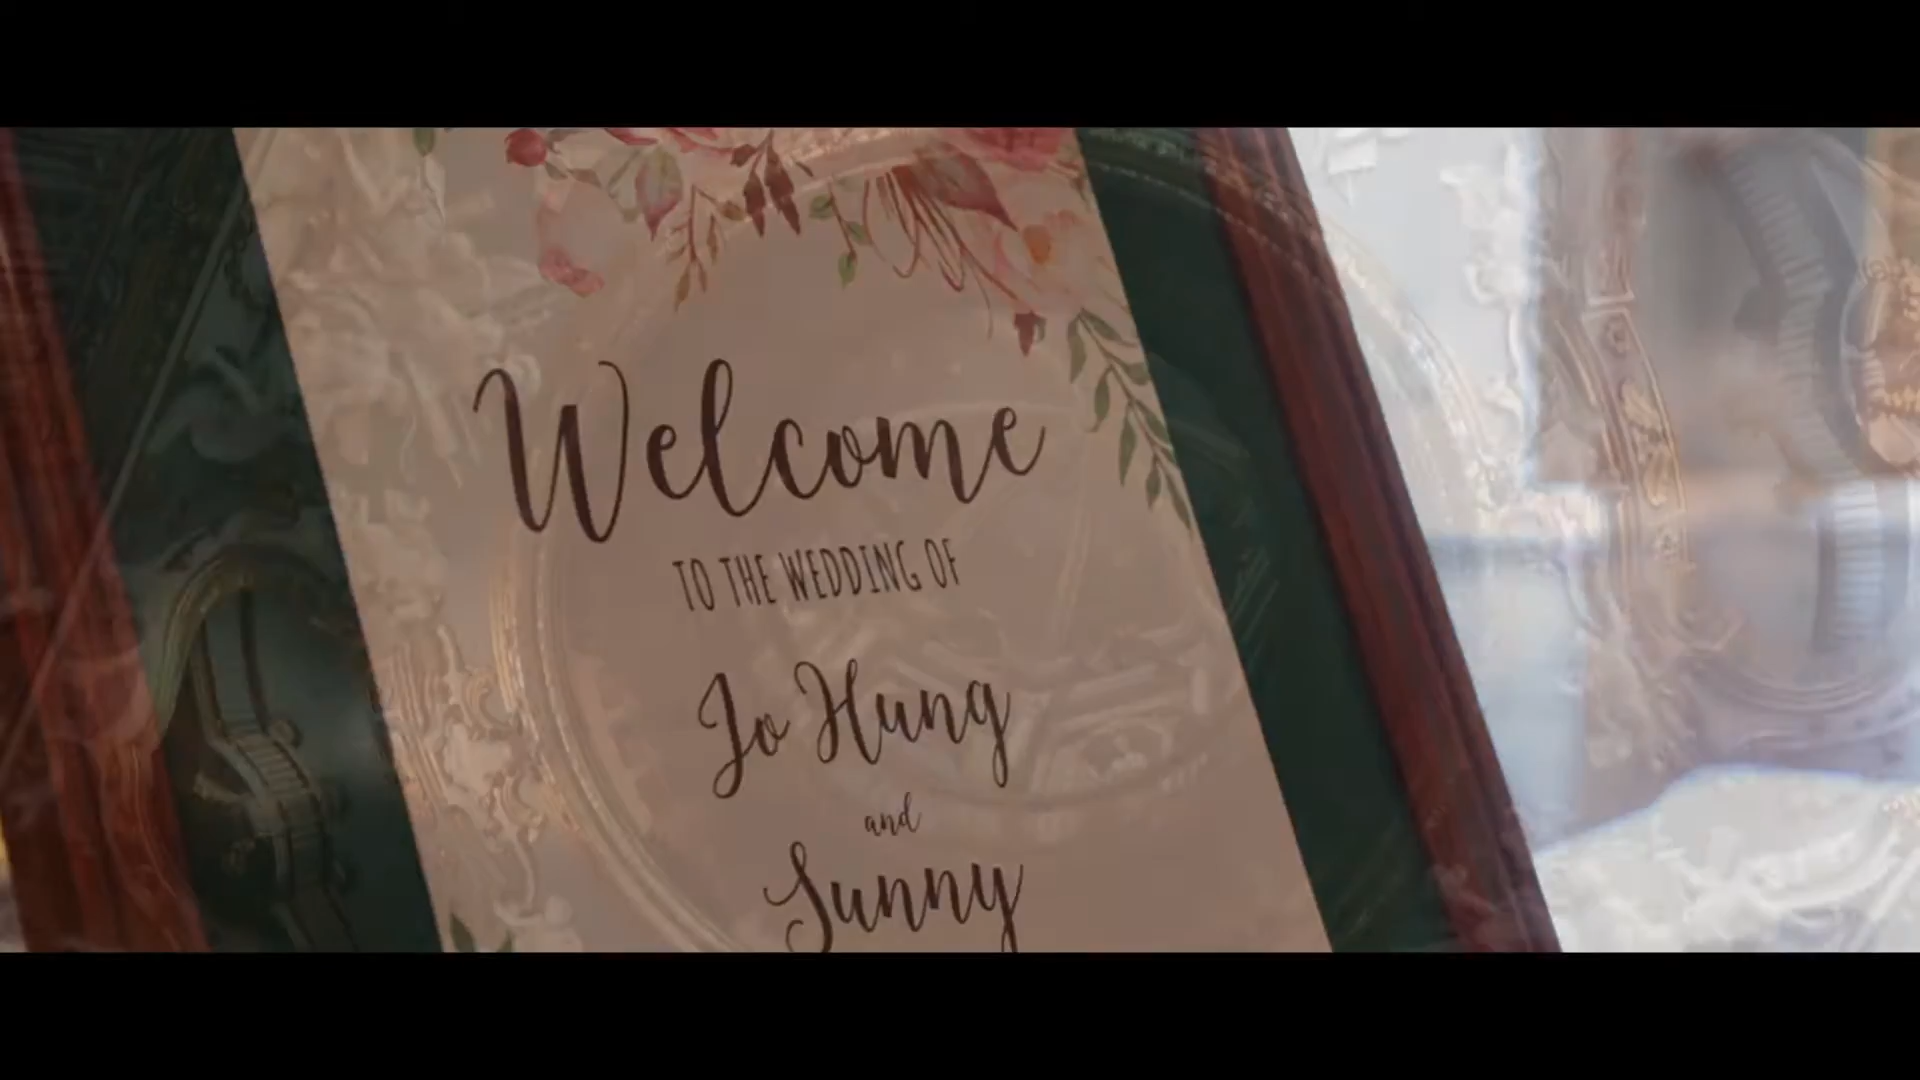 Welcome
TO THE WEDDING OF
Jo Hung
and
Sunny